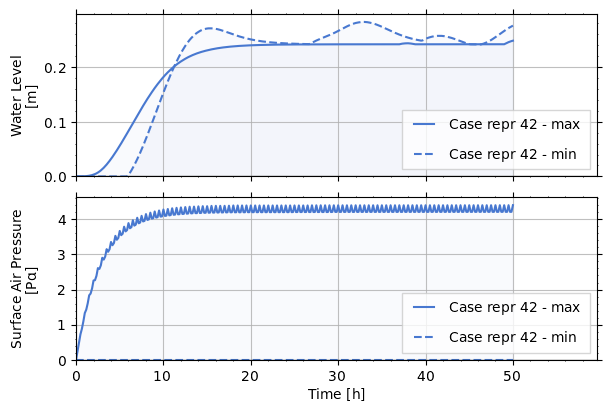 Water Level
[m]
0.2
0.1
0.0
Case repr 42 - max
Case repr 42 - min
Surface Air Pressure
[Pa]
4
3
2
1
0
Case repr 42 - max
Case repr 42 - min
0
10
20
30
40
50
Time [h]